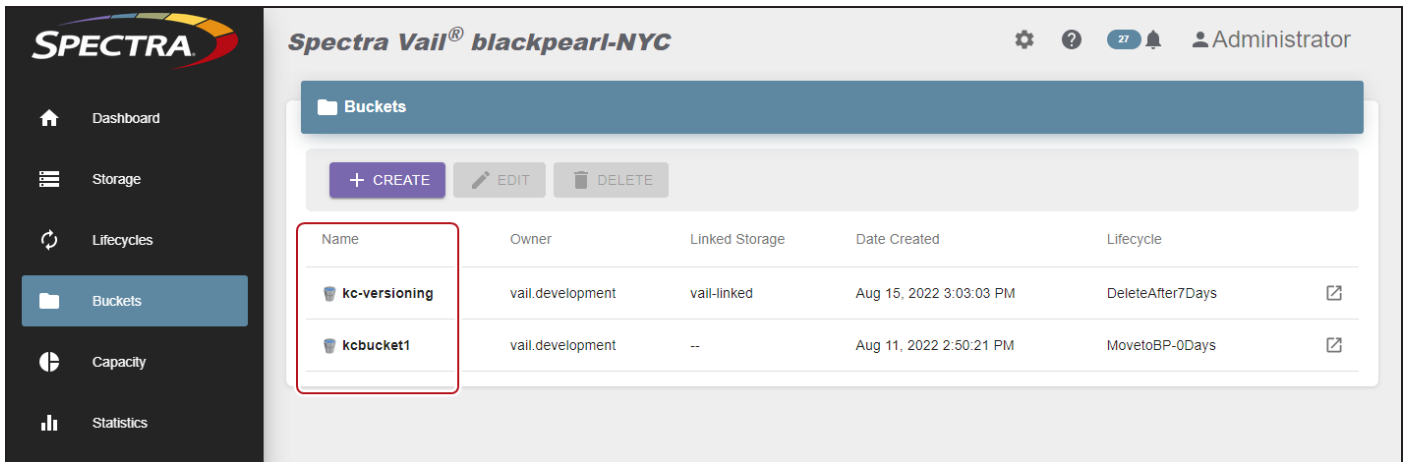 SPECTRA
Spectra Vail® blackpearl-NYC
27
Administrator
Dashboard
Storage
Lifecycles
Buckets
Capacity
Statistics
Buckets
+ CREATE EDIT DELETE
Name Owner Linked Storage Date Created Lifecycle
kc-versioning vail.development vail-linked Aug 15, 2022 3:03:03 PM DeleteAfter7Days
kcbucket1 vail.development -- Aug 11, 2022 2:50:21 PM MovetoBP-0Days